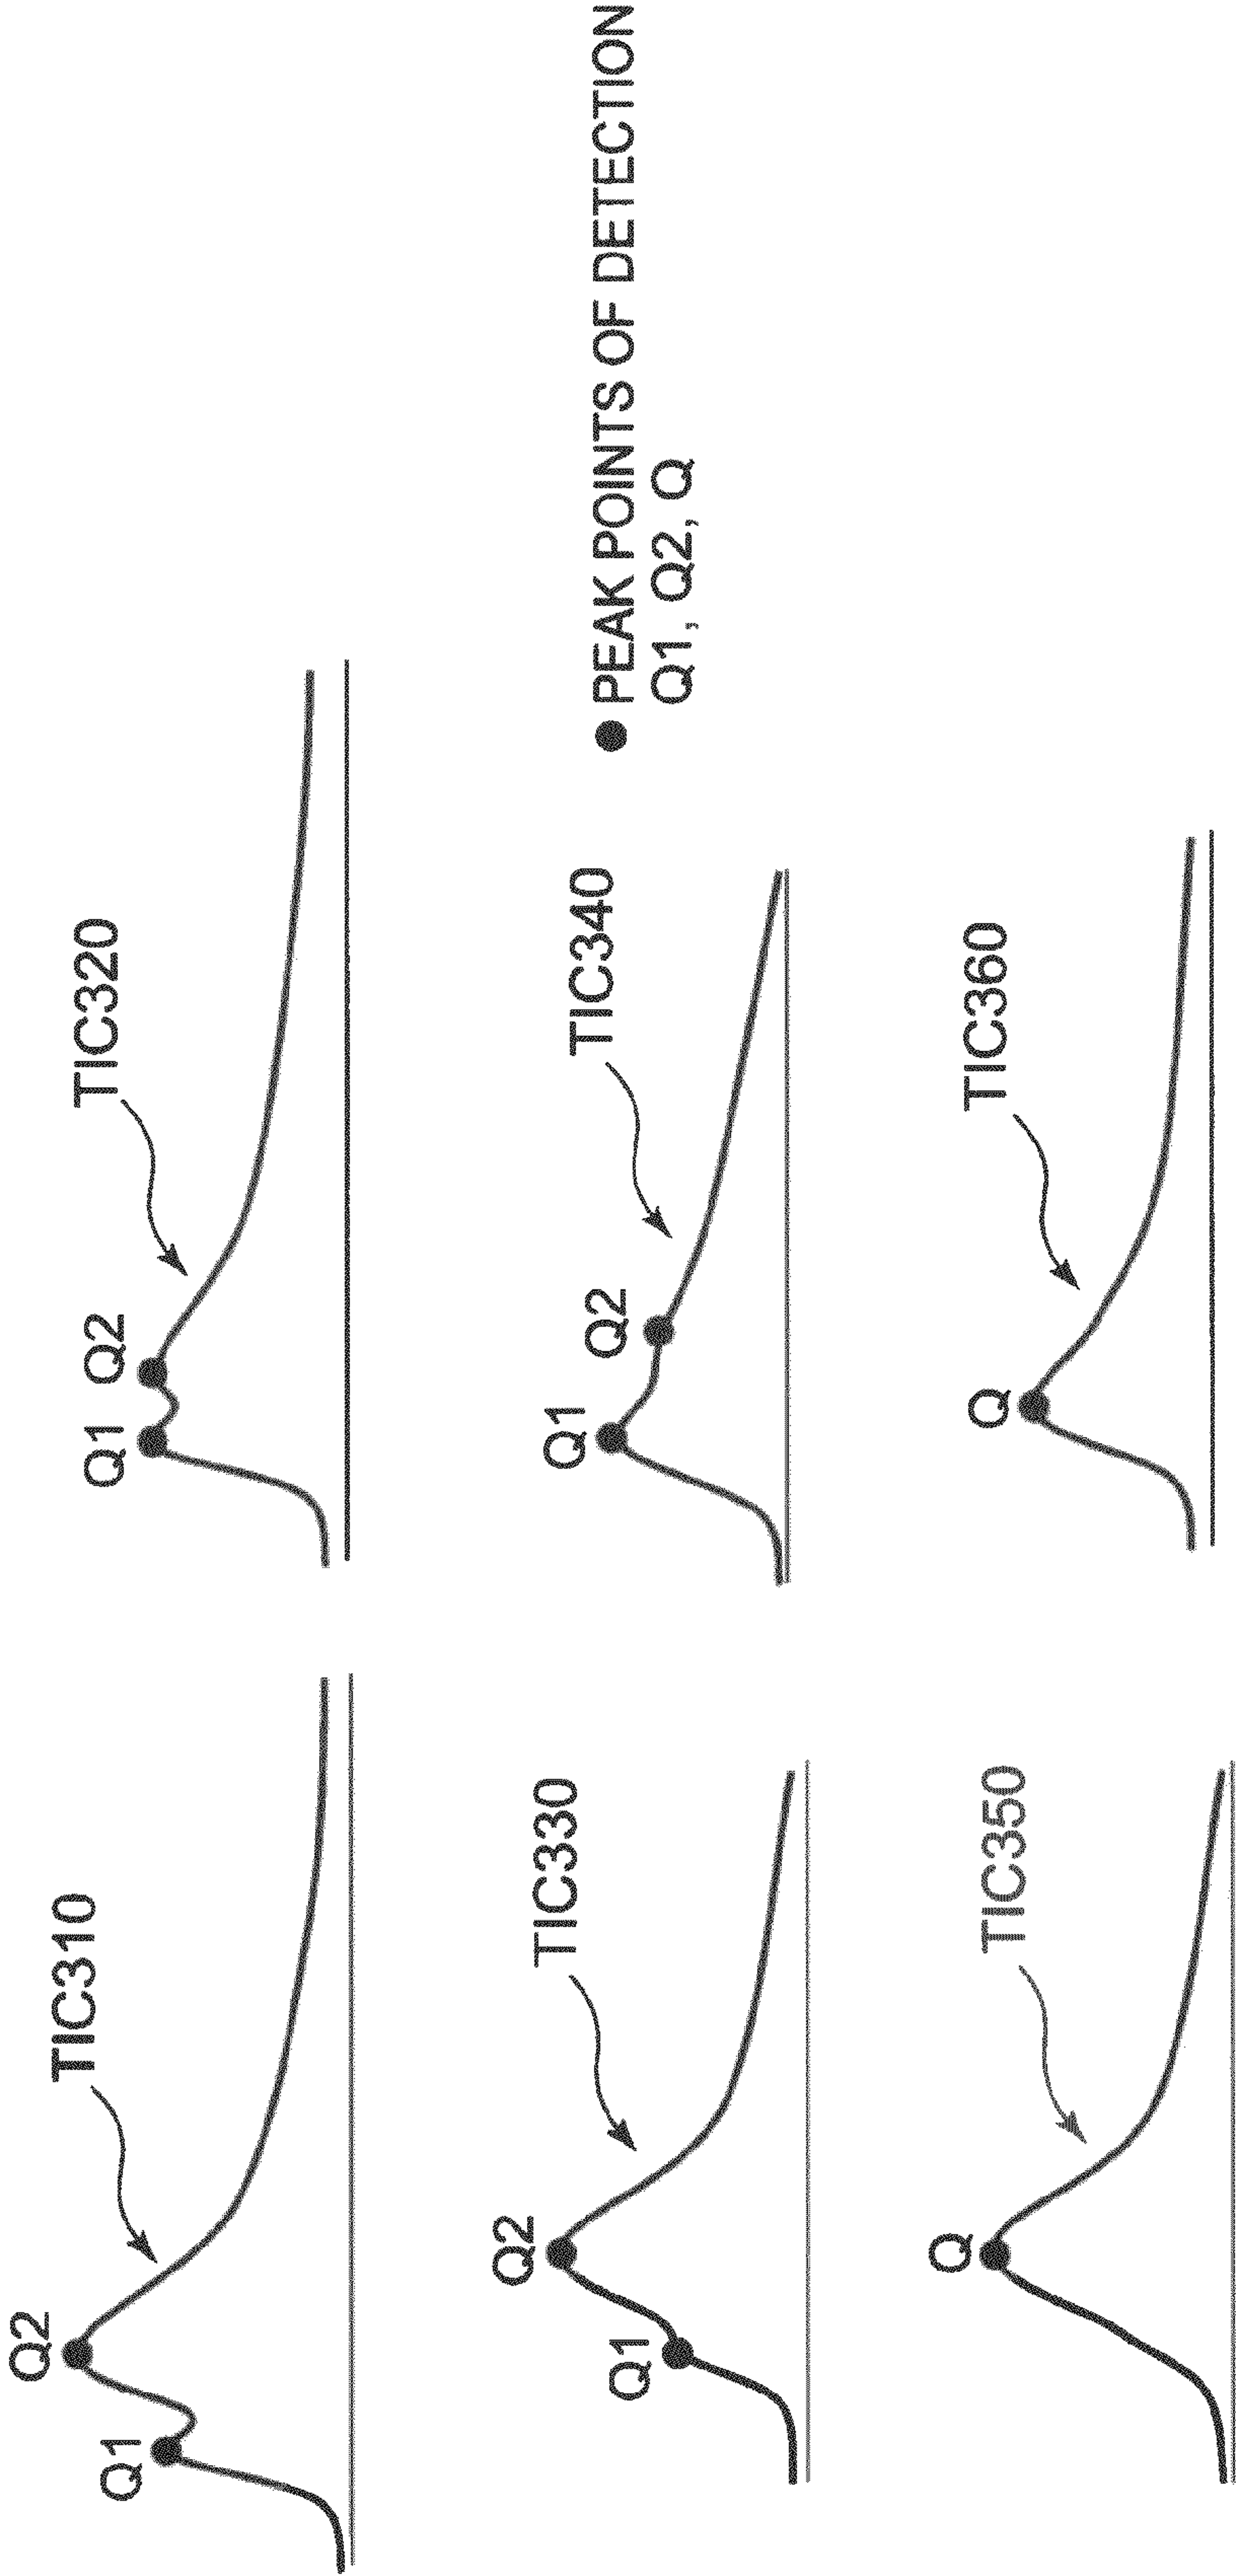 Q1
Q2
TIC310
Q1
Q2
TIC320
Q1
Q2
TIC330
Q1
Q2
TIC340
PEAK POINTS OF DETECTION
Q1, Q2, Q
Q
TIC350
Q
TIC360